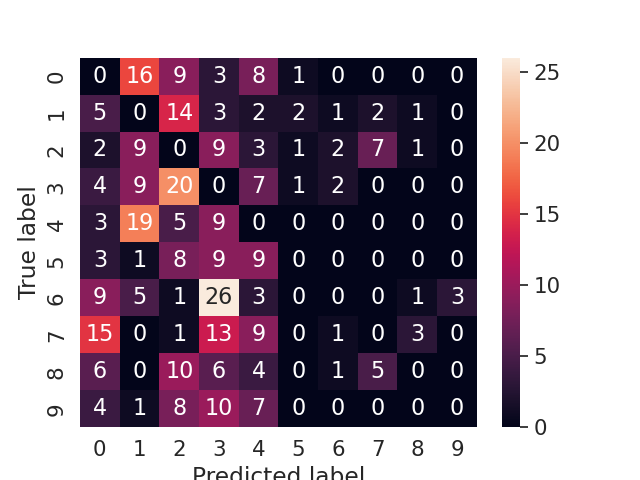 True label
0 0 16 9 3 8 1 0 0 0 0
1 5 0 14 3 2 2 1 2 1 0
2 2 9 0 9 3 1 2 7 1 0
3 4 9 20 0 7 1 2 0 0 0
4 3 19 5 9 0 0 0 0 0 0
5 3 1 8 9 9 0 0 0 0 0
6 9 5 1 26 3 0 0 0 1 3
7 15 0 1 13 9 0 1 0 3 0
8 6 0 10 6 4 0 1 5 0 0
9 4 1 8 10 7 0 0 0 0 0
0 1 2 3 4 5 6 7 8 9
Predicted label
25
20
15
10
5
0